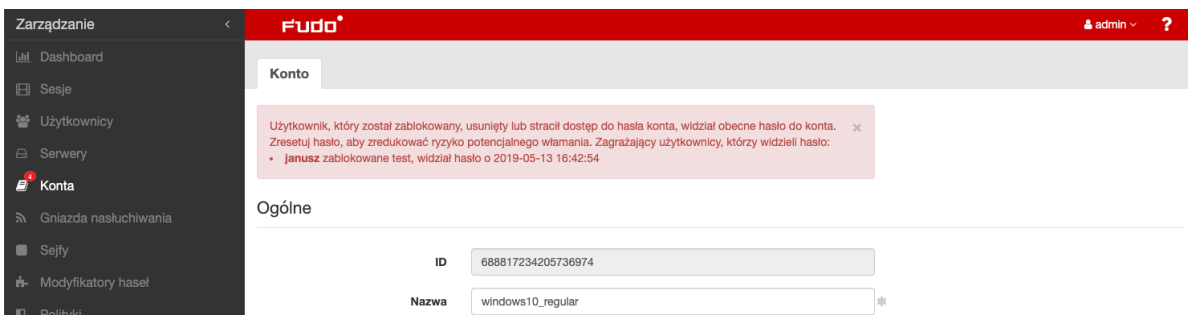 Zarządzanie
FUDO
admin
?
Dashboard
Sesje
Użytkownicy
Serwery
4
Konta
Gniazda nasłuchiwania
Sejfy
Modyfikatory haseł
Polityki
Konto
Użytkownik, który został zablokowany, usunięty lub stracił dostęp do hasła konta, widział obecne hasło do konta. ×
Zresetuj hasło, aby zredukować ryzyko potencjalnego włamania. Zagrażający użytkownicy, którzy widzieli hasło:
• janusz zablokowane test, widział hasło o 2019-05-13 16:42:54
Ogólne
ID 688817234205736974
Nazwa windows10_regular